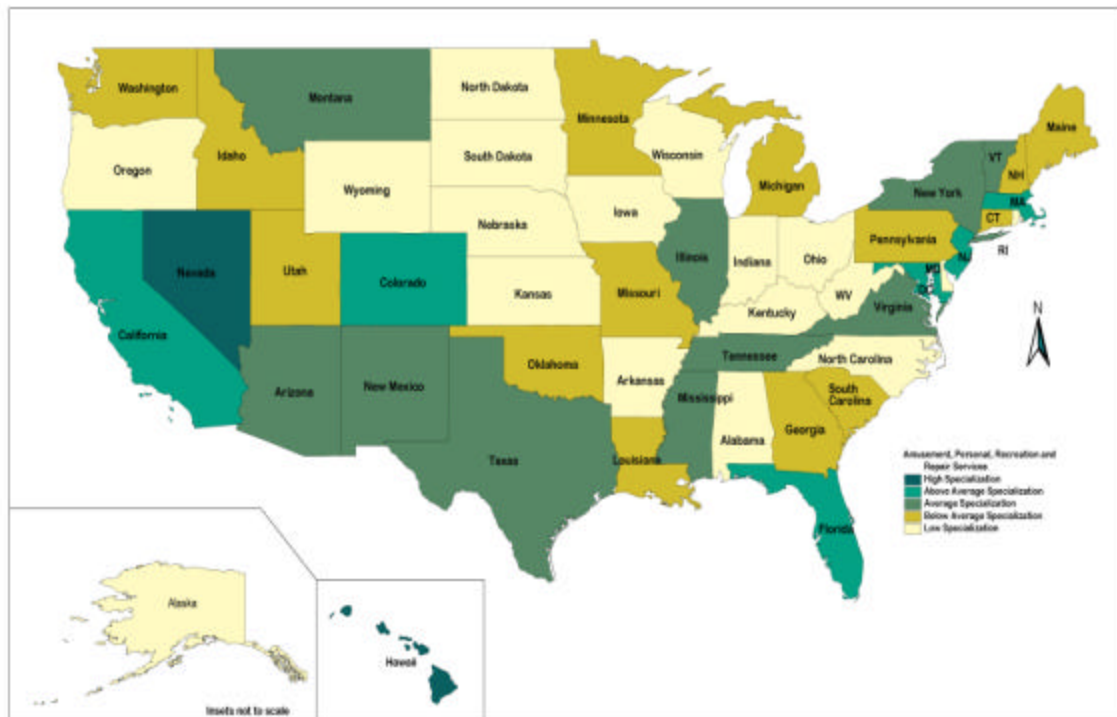 Washington
Montana
North Dakota
Minnesota
Maine
Oregon
Idaho
South Dakota
Wisconsin
VT
NH
Wyoming
Michigan
New York
MA
Iowa
Nebraska
CT
Pennsylvania
RI
Nevada
Utah
Colorado
Illinois
Indiana
Ohio
NJ
MD
Kansas
Missouri
WV
DC
California
Kentucky
Virginia
N
Oklahoma
Tennessee
North Carolina
Arizona
New Mexico
Arkansas
Mississippi
South
Carolina
Alabama
Georgia
Texas
Louisiana
Florida
Amusement, Personal, Recreation and
Repair Services
High Specialization
Above Average Specialization
Average Specialization
Below Average Specialization
Low Specialization
Alaska
Hawaii
Insets not to scale